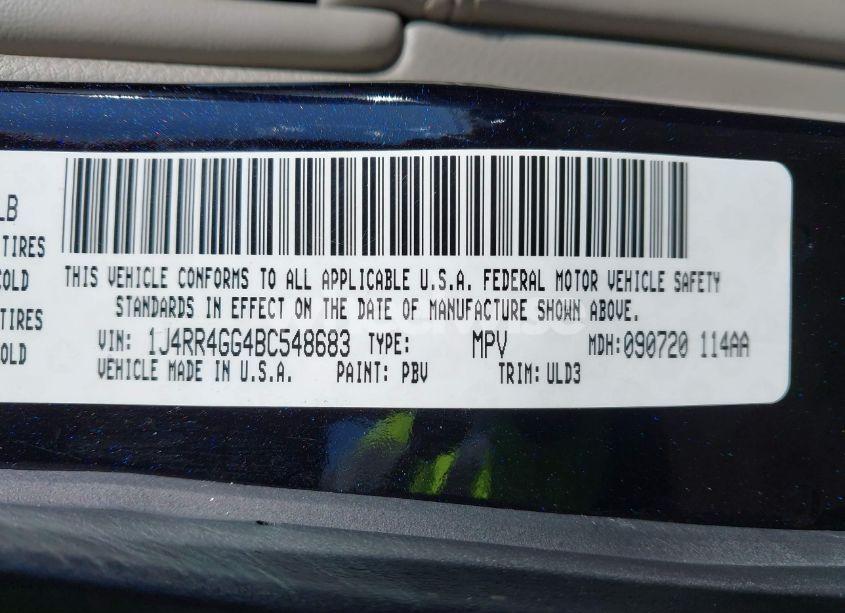 LB
TIRES
COLD
TIRES
COLD
THIS VEHICLE CONFORMS TO ALL APPLICABLE U.S.A. FEDERAL MOTOR VEHICLE SAFETY
STANDARDS IN EFFECT ON THE DATE OF MANUFACTURE SHOWN ABOVE.
VIN: 1J4RR4GG4BC548683 TYPE: MPV MDH:090720 114AA
VEHICLE MADE IN U.S.A. PAINT: PBV TRIM: ULD3